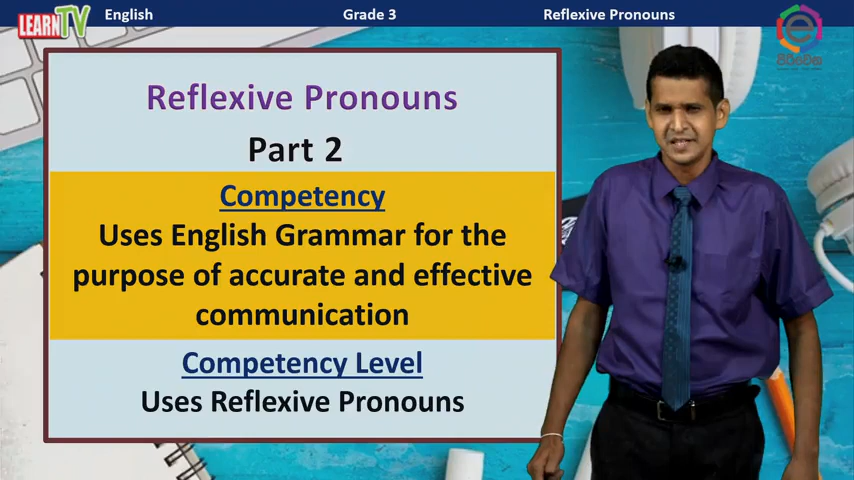 LEARN TV
English
Grade 3
Reflexive Pronouns
Reflexive Pronouns
Part 2
Competency
Uses English Grammar for the
purpose of accurate and effective
communication
Competency Level
Uses Reflexive Pronouns